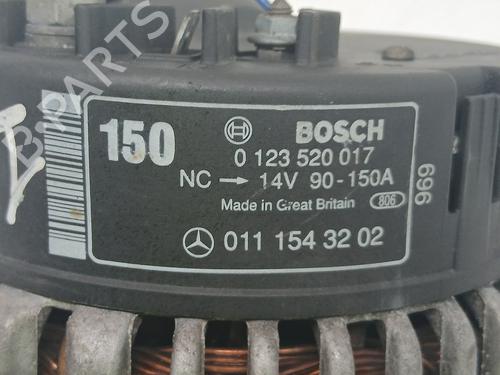 B-PARTS
150
BOSCH
0 123 520 017
NC → 14V 90-150A
Made in Great Britain 806
969
011 154 32 02